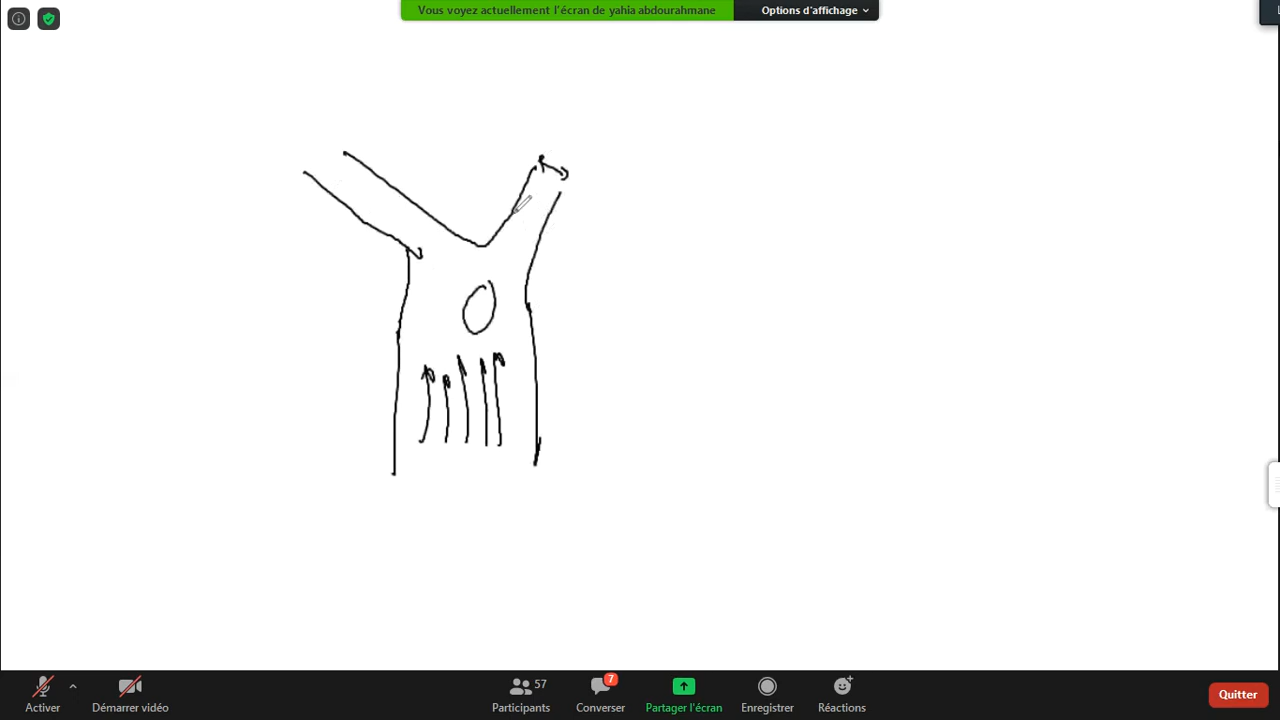 Vous voyez actuellement l'écran de yahia abdourahmane
Options d'affichage
57
7
Activer
Démarrer vidéo
Participants
Converser
Partager l'écran
Enregistrer
Réactions
Quitter